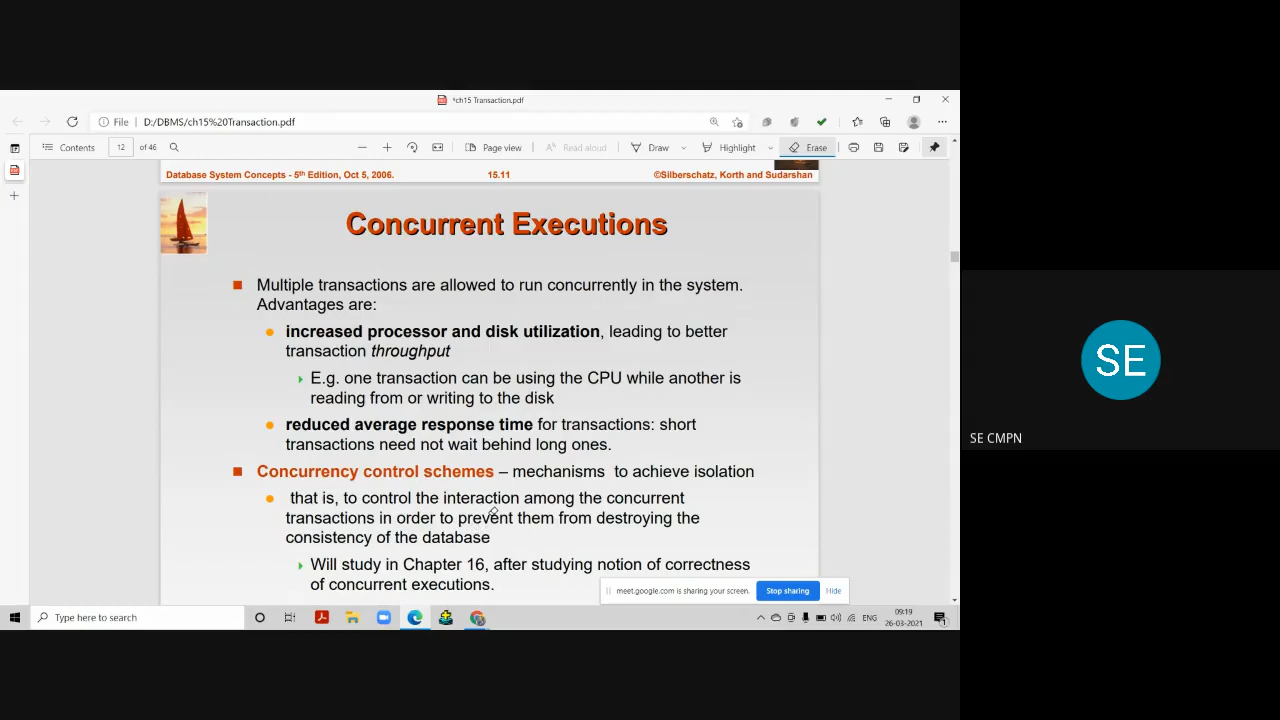 *ch15 Transaction.pdf
File
D:/DBMS/ch15%20Transaction.pdf
Contents
12
of 46
Page view
Read aloud
Draw
Highlight
Erase
Database System Concepts - 5th Edition, Oct 5, 2006.
15.11
©Silberschatz, Korth and Sudarshan
Concurrent Executions
Multiple transactions are allowed to run concurrently in the system.
Advantages are:
increased processor and disk utilization, leading to better
transaction throughput
E.g. one transaction can be using the CPU while another is
reading from or writing to the disk
reduced average response time for transactions: short
transactions need not wait behind long ones.
Concurrency control schemes – mechanisms to achieve isolation
that is, to control the interaction among the concurrent
transactions in order to prevent them from destroying the
consistency of the database
Will study in Chapter 16, after studying notion of correctness
of concurrent executions.
meet.google.com is sharing your screen.
Stop sharing
Hide
Type here to search
ENG
09:19
26-03-2021
1
SE
SE CMPN